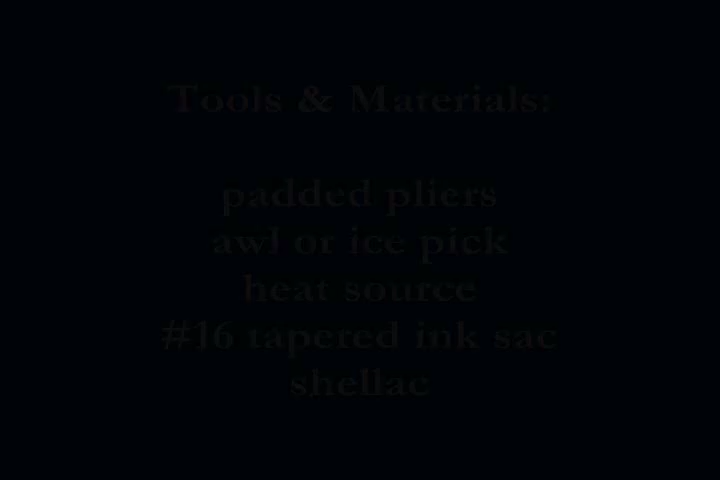 Tools & Materials:
padded pliers
awl or ice pick
heat source
#16 tapered ink sac
shellac